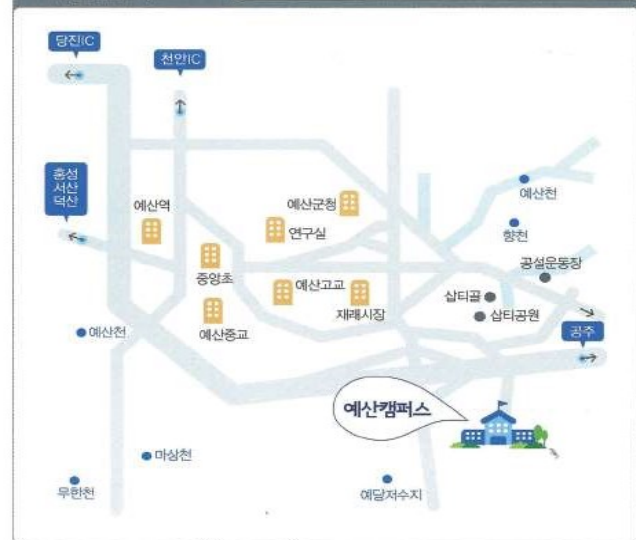 당진IC
천안IC
홍성
서산
덕산
예산역
예산군청
예산천
연구실
향천
중앙초
공설운동장
예산고교
재래시장
삽티골
삽티공원
예산중교
예산천
공주
예산캠퍼스
마상천
무한천
예당저수지